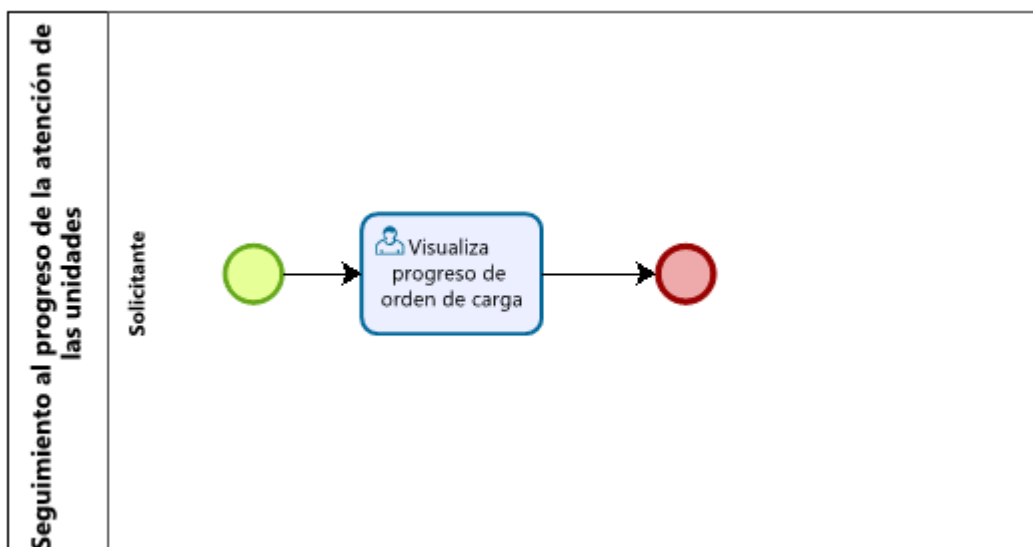 Seguimiento al progreso de la atención de
las unidades
Solicitante
Visualiza
progreso de
orden de carga